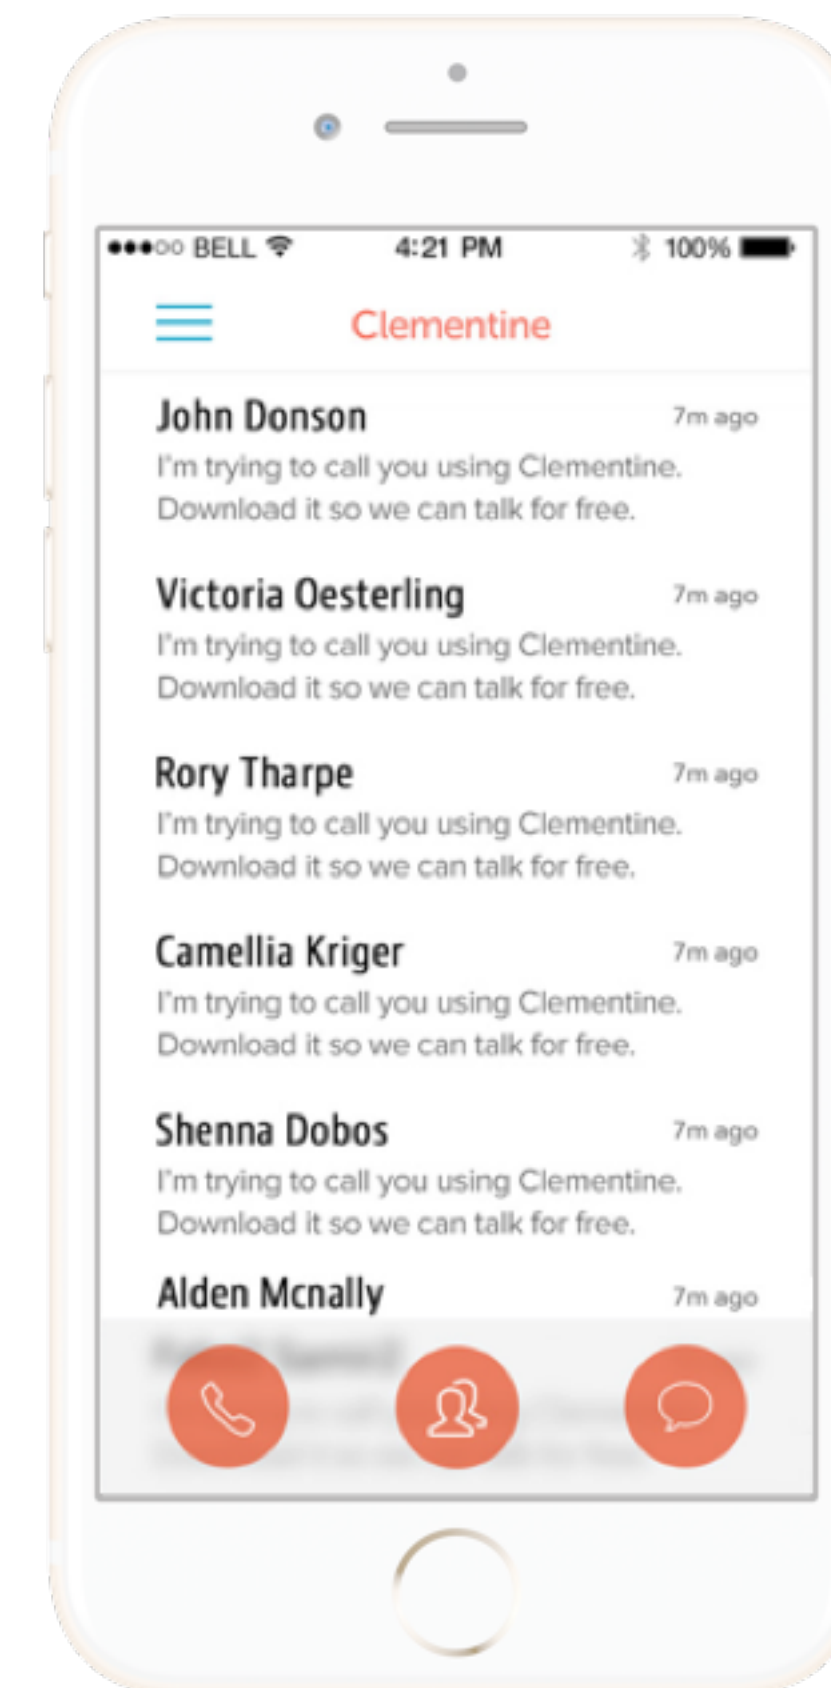 BELL 4:21 PM 100%
Clementine
John Donson 7m ago
I'm trying to call you using Clementine.
Download it so we can talk for free.
Victoria Oesterling 7m ago
I'm trying to call you using Clementine.
Download it so we can talk for free.
Rory Tharpe 7m ago
I'm trying to call you using Clementine.
Download it so we can talk for free.
Camellia Kriger 7m ago
I'm trying to call you using Clementine.
Download it so we can talk for free.
Shenna Dobos 7m ago
I'm trying to call you using Clementine.
Download it so we can talk for free.
Alden Mcnally 7m ago